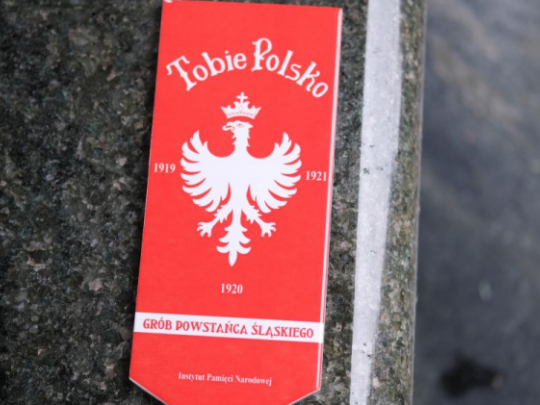 Tobie Polsko
1919
1921
1920
GRÓB POWSTAŃCA ŚLĄSKIEGO
Instytut Pamięci Narodowej